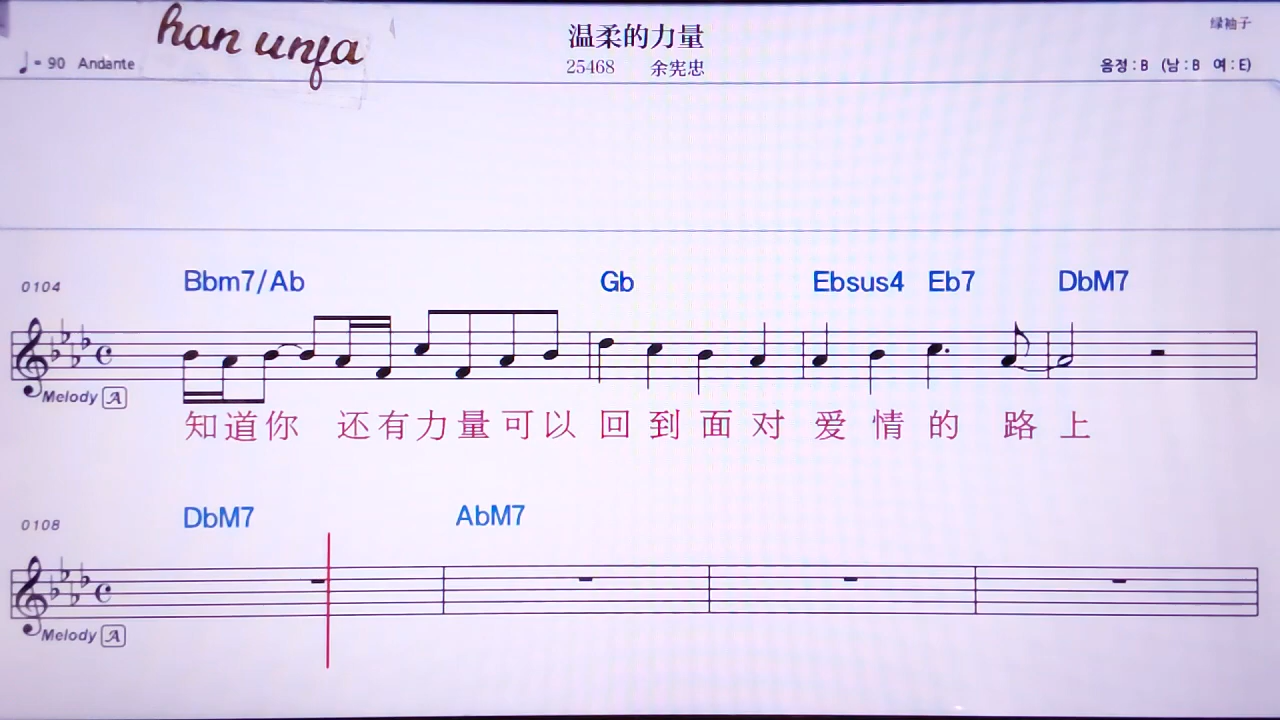 han unfa
温柔的力量
绿袖子
♩= 90 Andante
25468 余宪忠
음정 : B (남 : B 여 : E)
0104 Bbm7/Ab Gb Ebsus4 Eb7 DbM7
Melody A
知道你 还有力量可以 回到面对 爱情的 路上
0108 DbM7 AbM7
Melody A